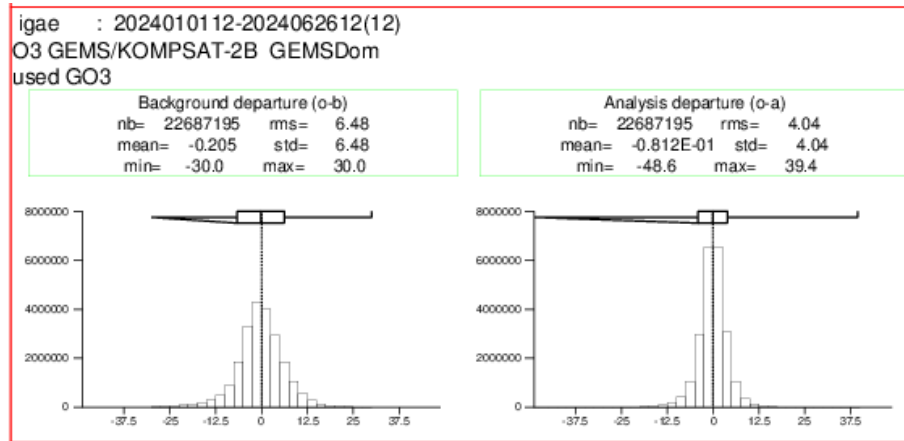 igae : 2024010112-2024062612(12)
O3 GEMS/KOMPSAT-2B GEMSDom
used GO3
Background departure (o-b)
nb= 22687195 rms= 6.48
mean= -0.205 std= 6.48
min= -30.0 max= 30.0
Analysis departure (o-a)
nb= 22687195 rms= 4.04
mean= -0.812E-01 std= 4.04
min= -48.6 max= 39.4
8000000
6000000
4000000
2000000
0
-37.5 -25 -12.5 0 12.5 25 37.5
8000000
6000000
4000000
2000000
0
-37.5 -25 -12.5 0 12.5 25 37.5